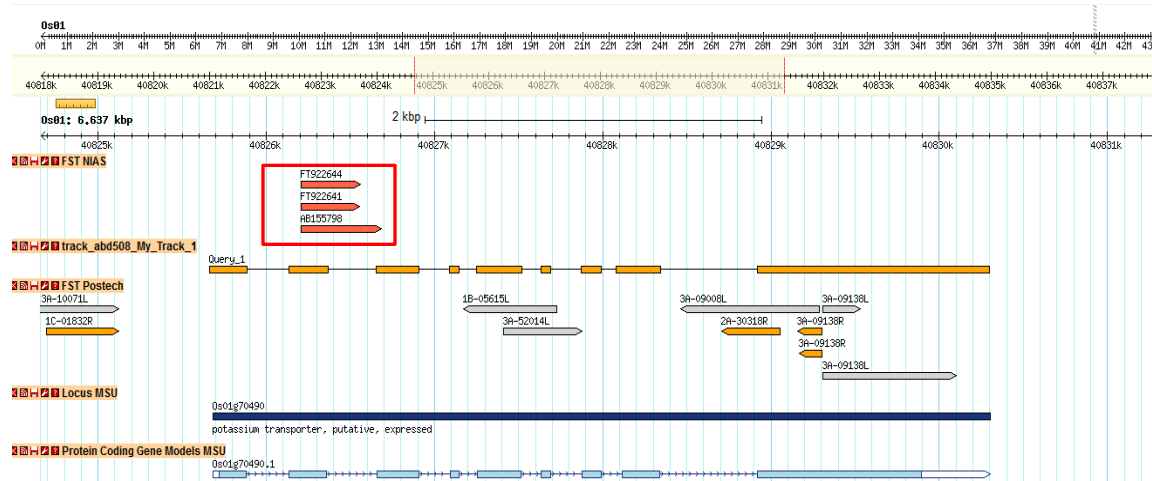 Os01
0M 1M 2M 3M 4M 5M 6M 7M 8M 9M 10M 11M 12M 13M 14M 15M 16M 17M 18M 19M 20M 21M 22M 23M 24M 25M 26M 27M 28M 29M 30M 31M 32M 33M 34M 35M 36M 37M 38M 39M 40M 41M 42M 43
40818k 40819k 40820k 40821k 40822k 40823k 40824k 40825k 40826k 40827k 40828k 40829k 40830k 40831k 40832k 40833k 40834k 40835k 40836k 40837k
Os01: 6.637 kbp
2 kbp
40825k 40826k 40827k 40828k 40829k 40830k 40831k
FST NIAS
FT922644
FT922641
AB155798
track_abd508_My_Track_1
Query_1
FST Postech
3A-10071L 1B-05615L 3A-09008L 3A-09138L
1C-01832R 3A-52014L 2A-30318R 3A-09138R
3A-09138R
3A-09138L
Locus MSU
Os01g70490
potassium transporter, putative, expressed
Protein Coding Gene Models MSU
Os01g70490.1